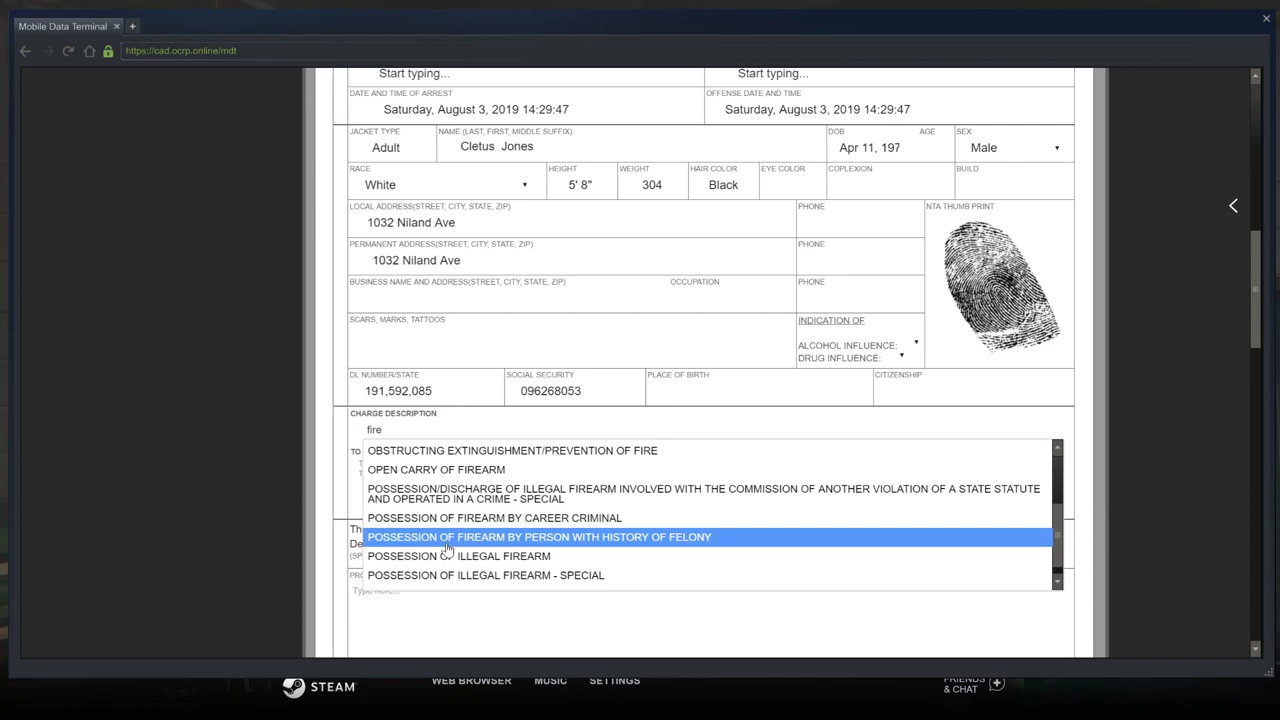 Mobile Data Terminal
https://cad.ocrp.online/mdt
Start typing... Start typing...
DATE AND TIME OF ARREST OFFENSE DATE AND TIME
Saturday, August 3, 2019 14:29:47 Saturday, August 3, 2019 14:29:47
JACKET TYPE NAME (LAST, FIRST, MIDDLE SUFFIX) DOB AGE SEX
Adult Cletus Jones Apr 11, 197 Male
RACE HEIGHT WEIGHT HAIR COLOR EYE COLOR COPLEXION BUILD
White 5' 8" 304 Black
LOCAL ADDRESS(STREET, CITY, STATE, ZIP) PHONE NTA THUMB PRINT
1032 Niland Ave
PERMANENT ADDRESS(STREET, CITY, STATE, ZIP) PHONE
1032 Niland Ave
BUSINESS NAME AND ADDRESS(STREET, CITY, STATE, ZIP) OCCUPATION PHONE
SCARS, MARKS, TATTOOS INDICATION OF
ALCOHOL INFLUENCE:
DRUG INFLUENCE:
DL NUMBER/STATE SOCIAL SECURITY PLACE OF BIRTH CITIZENSHIP
191,592,085 096268053
CHARGE DESCRIPTION
fire
TO
OBSTRUCTING EXTINGUISHMENT/PREVENTION OF FIRE
OPEN CARRY OF FIREARM
POSSESSION/DISCHARGE OF ILLEGAL FIREARM INVOLVED WITH THE COMMISSION OF ANOTHER VIOLATION OF A STATE STATUTE
AND OPERATED IN A CRIME - SPECIAL
POSSESSION OF FIREARM BY CAREER CRIMINAL
POSSESSION OF FIREARM BY PERSON WITH HISTORY OF FELONY
POSSESSION OF ILLEGAL FIREARM
POSSESSION OF ILLEGAL FIREARM - SPECIAL
Type here...
STEAM WEB BROWSER MUSIC SETTINGS FRIENDS
& CHAT